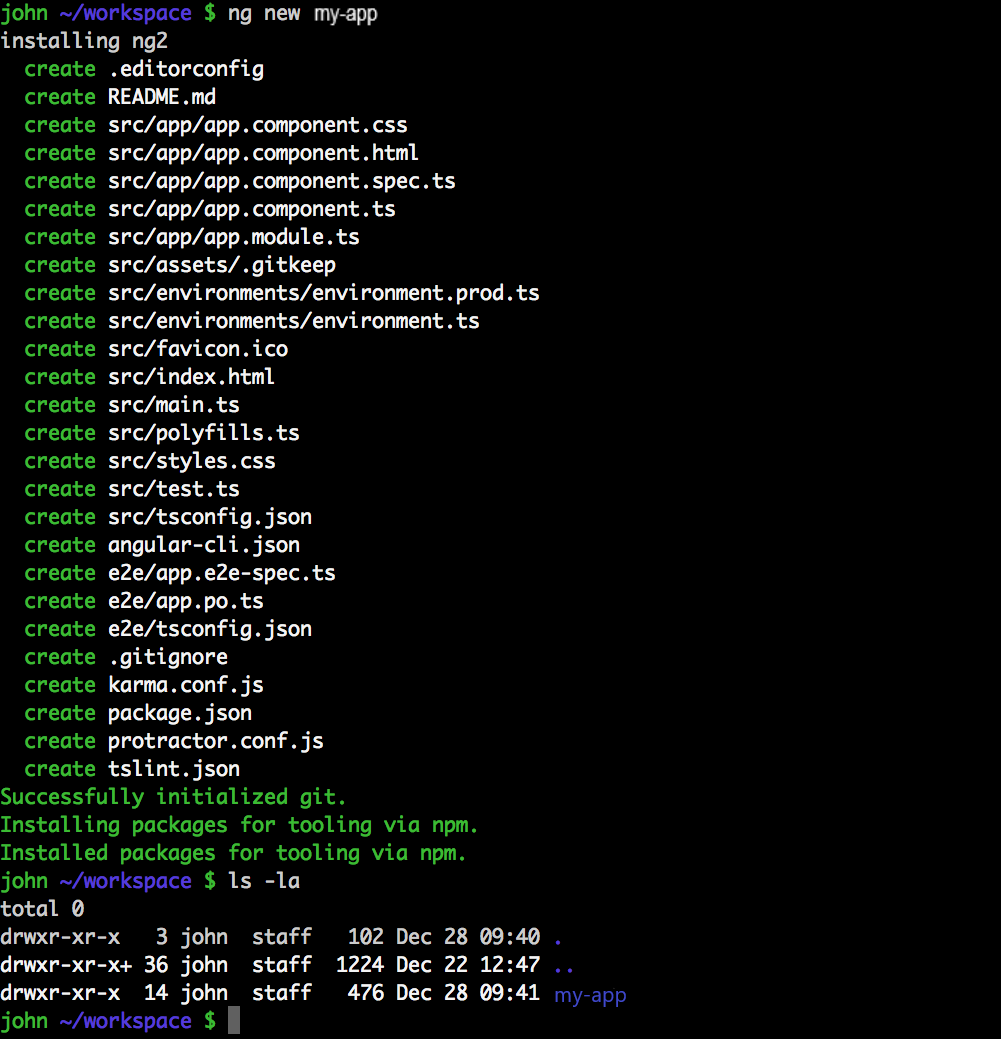 john ~/workspace $ ng new my-app
installing ng2
  create .editorconfig
  create README.md
  create src/app/app.component.css
  create src/app/app.component.html
  create src/app/app.component.spec.ts
  create src/app/app.component.ts
  create src/app/app.module.ts
  create src/assets/.gitkeep
  create src/environments/environment.prod.ts
  create src/environments/environment.ts
  create src/favicon.ico
  create src/index.html
  create src/main.ts
  create src/polyfills.ts
  create src/styles.css
  create src/test.ts
  create src/tsconfig.json
  create angular-cli.json
  create e2e/app.e2e-spec.ts
  create e2e/app.po.ts
  create e2e/tsconfig.json
  create .gitignore
  create karma.conf.js
  create package.json
  create protractor.conf.js
  create tslint.json
Successfully initialized git.
Installing packages for tooling via npm.
Installed packages for tooling via npm.
john ~/workspace $ ls -la
total 0
drwxr-xr-x   3 john  staff   102 Dec 28 09:40 .
drwxr-xr-x+ 36 john  staff  1224 Dec 22 12:47 ..
drwxr-xr-x  14 john  staff   476 Dec 28 09:41 my-app
john ~/workspace $